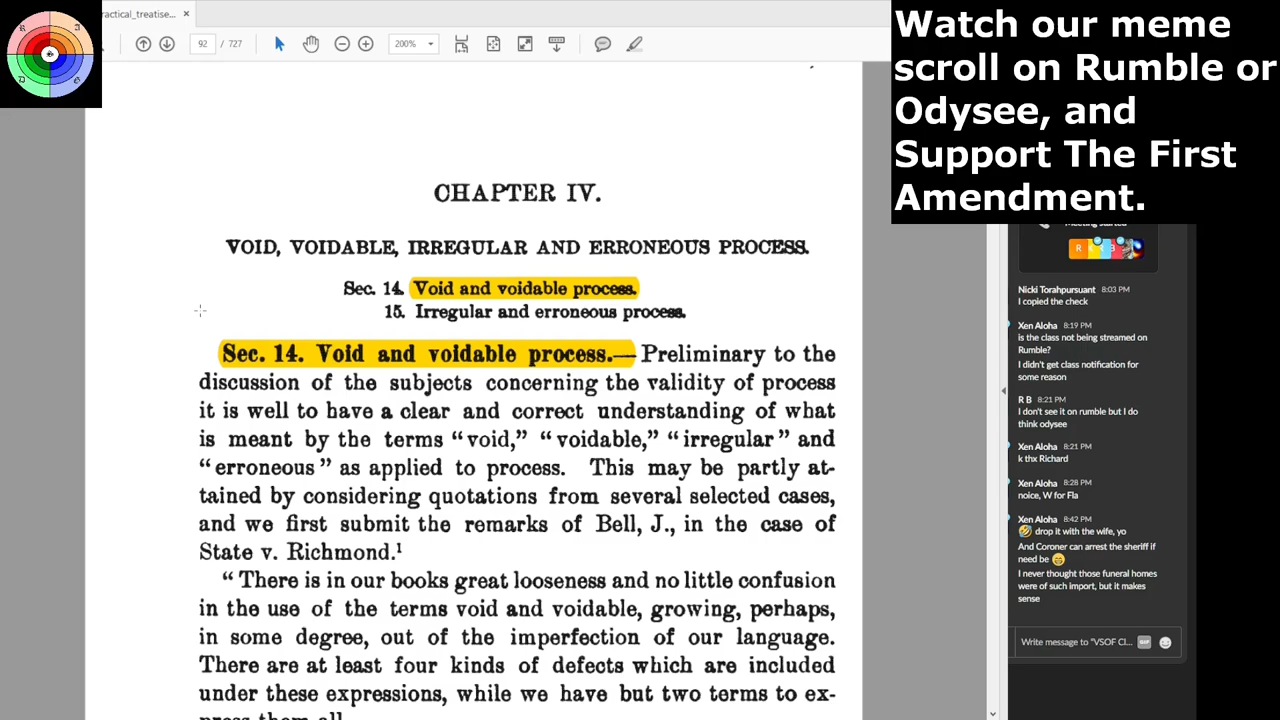 ractical_treatise...
92 / 727
200%
Watch our meme
scroll on Rumble or
Odysee, and
Support The First
Amendment.
CHAPTER IV.
VOID, VOIDABLE, IRREGULAR AND ERRONEOUS PROCESS.
Sec. 14. Void and voidable process.
15. Irregular and erroneous process.
Sec. 14. Void and voidable process.— Preliminary to the
discussion of the subjects concerning the validity of process
it is well to have a clear and correct understanding of what
is meant by the terms “void,” “voidable,” “irregular” and
“erroneous” as applied to process. This may be partly at-
tained by considering quotations from several selected cases,
and we first submit the remarks of Bell, J., in the case of
State v. Richmond.¹
“There is in our books great looseness and no little confusion
in the use of the terms void and voidable, growing, perhaps,
in some degree, out of the imperfection of our language.
There are at least four kinds of defects which are included
under these expressions, while we have but two terms to ex-
press them all.
Meeting started
Nicki Torahpursuant 8:03 PM
I copied the check
Xen Aloha 8:19 PM
is the class not being streamed on
Rumble?
I didn't get class notification for
some reason
R B 8:21 PM
I don't see it on rumble but I do
think odysee
Xen Aloha 8:21 PM
k thx Richard
Xen Aloha 8:28 PM
noice, W for Fla
Xen Aloha 8:42 PM
🤣 drop it with the wife, yo
And Coroner can arrest the sheriff if
need be 😁
I never thought those funeral homes
were of such import, but it makes
sense
Write message to "VSOF Cl...